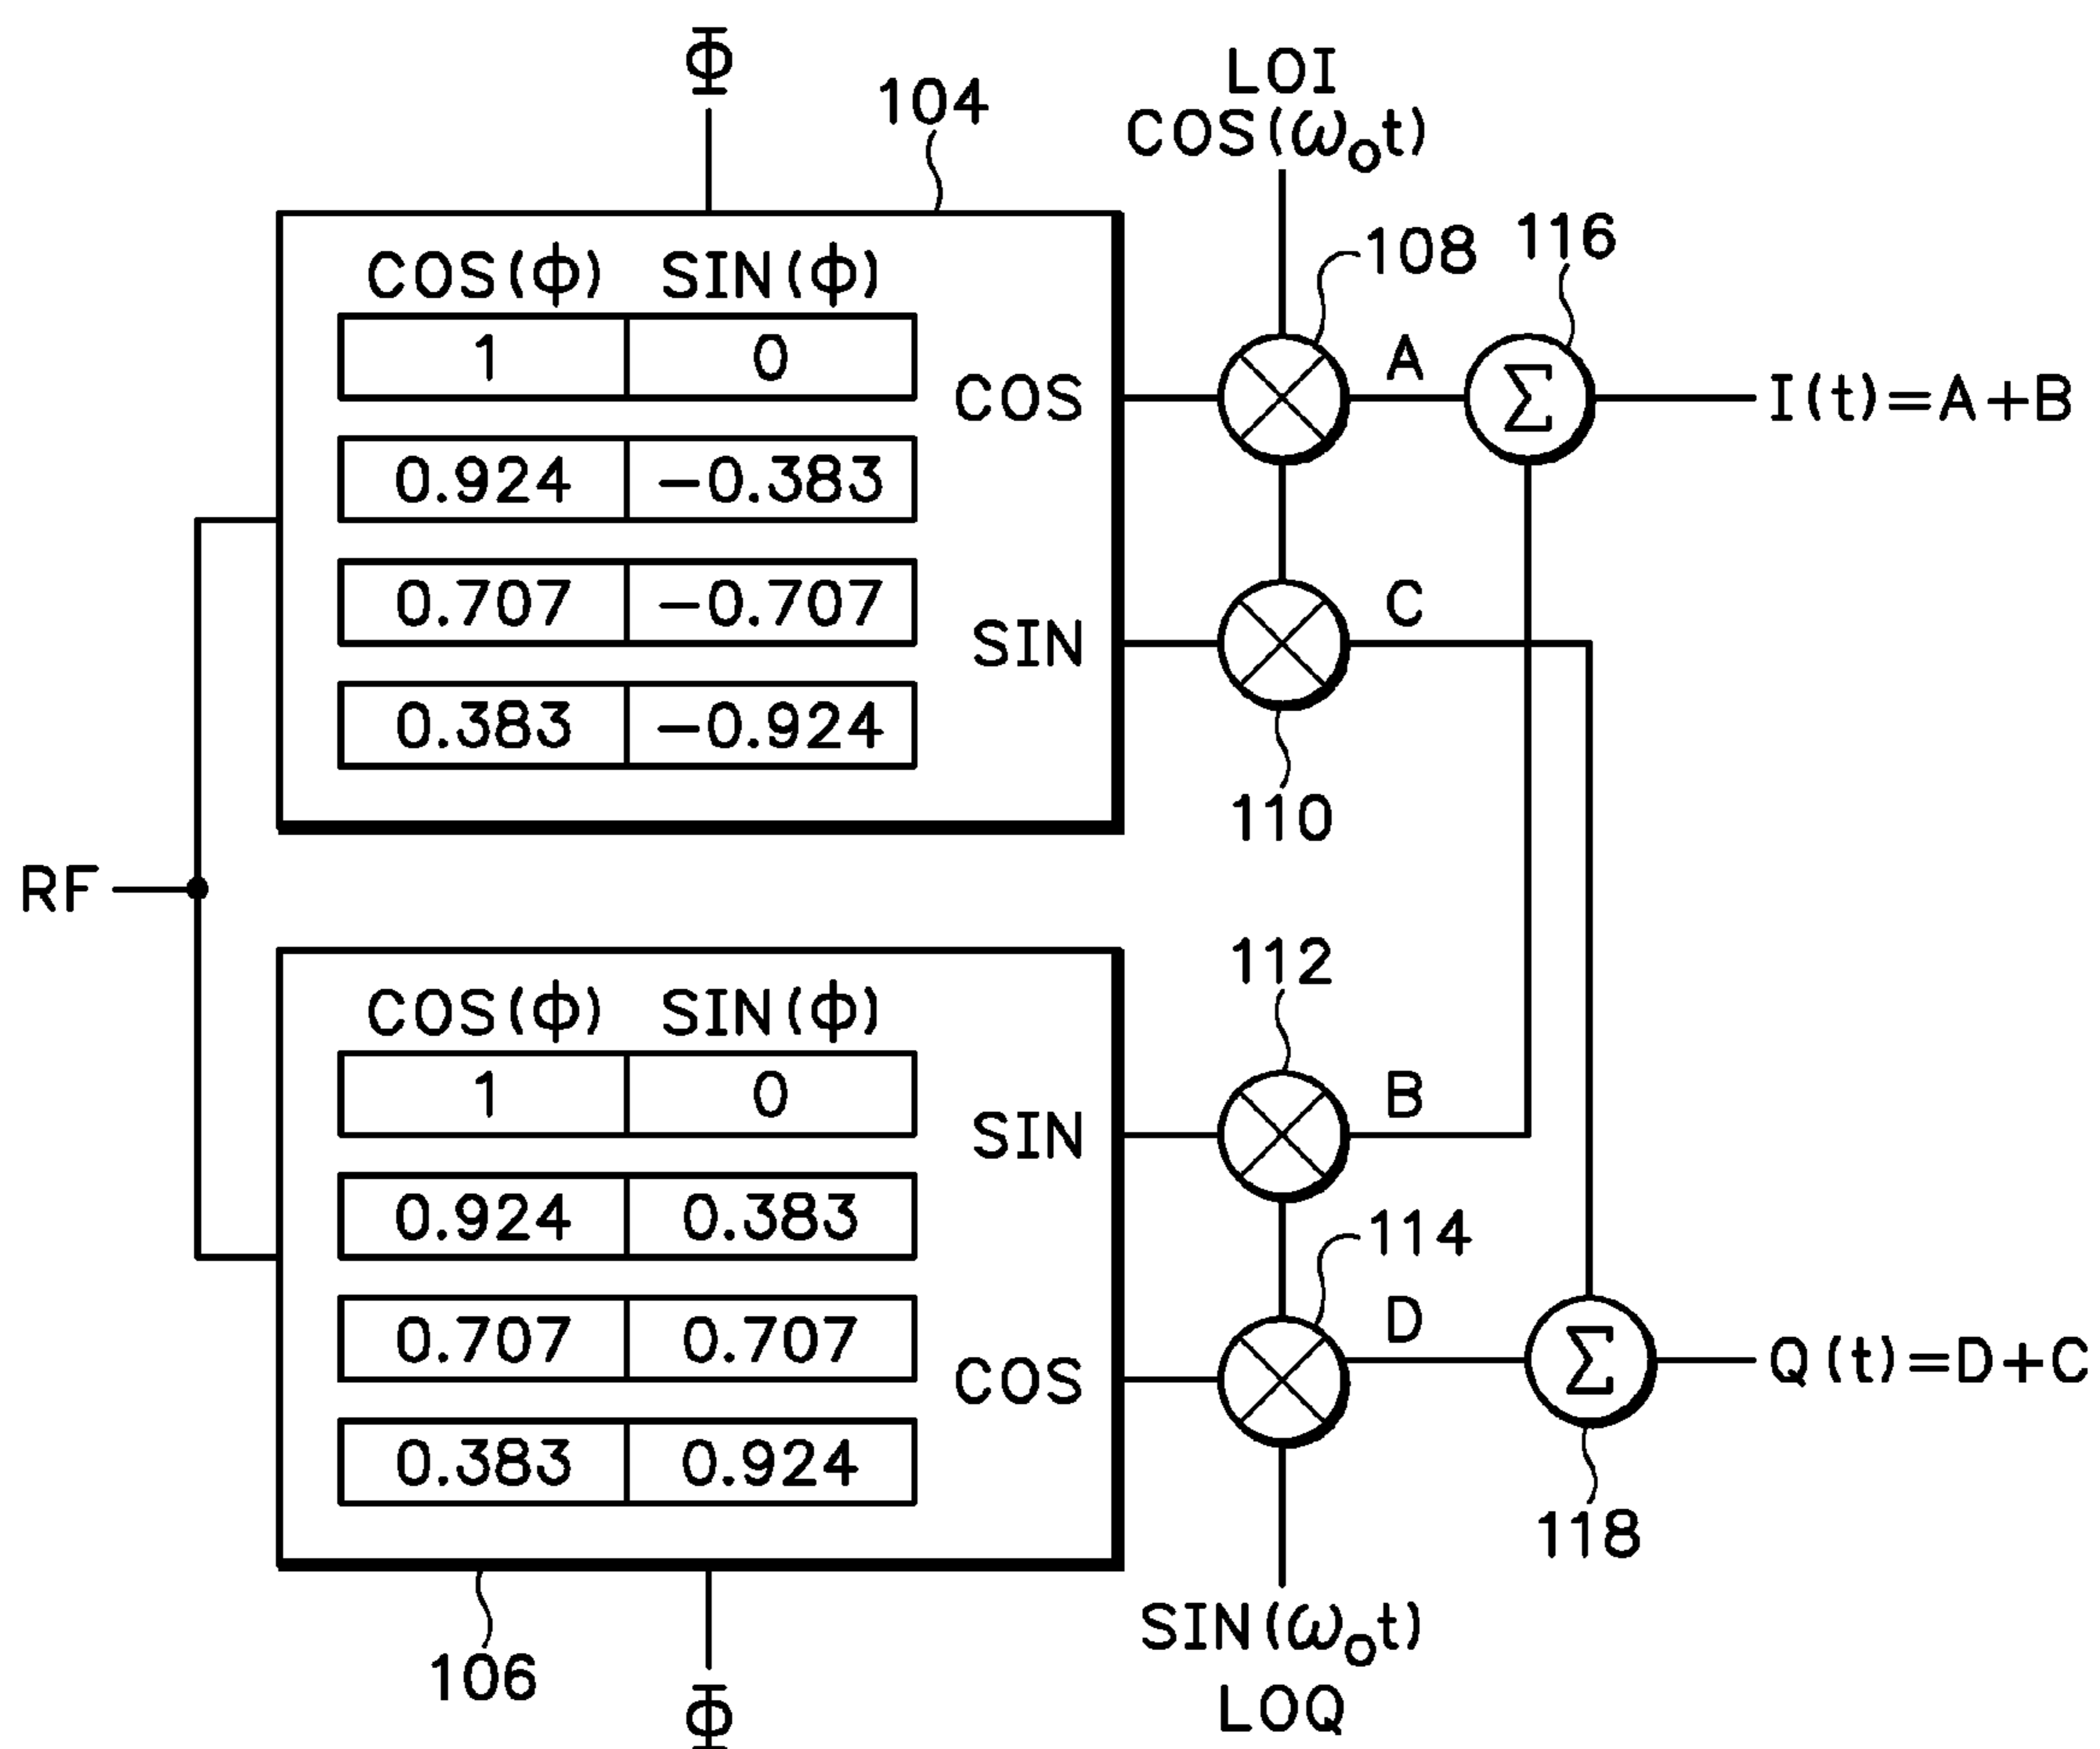 Φ
104
LOI
COS(ω₀t)
108
116
COS(ϕ) SIN(ϕ)
1 0
0.924 −0.383
0.707 −0.707
0.383 −0.924
COS
SIN
A
I(t)=A+B
C
110
RF
112
COS(ϕ) SIN(ϕ)
1 0
0.924 0.383
0.707 0.707
0.383 0.924
SIN
COS
B
114
D
Q(t)=D+C
118
106
Φ
SIN(ω₀t)
LOQ